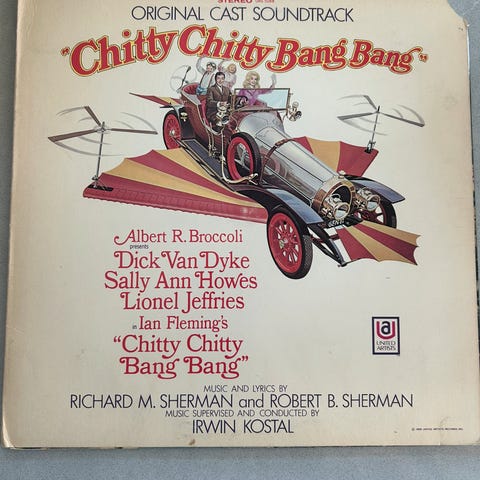 STEREO
ORIGINAL CAST SOUNDTRACK
"Chitty Chitty Bang Bang"
Albert R. Broccoli
presents
Dick Van Dyke
Sally Ann Howes
Lionel Jeffries
in Ian Fleming's
"Chitty Chitty
Bang Bang"
UA
UNITED
ARTISTS
MUSIC AND LYRICS BY
RICHARD M. SHERMAN and ROBERT B. SHERMAN
MUSIC SUPERVISED AND CONDUCTED BY
IRWIN KOSTAL